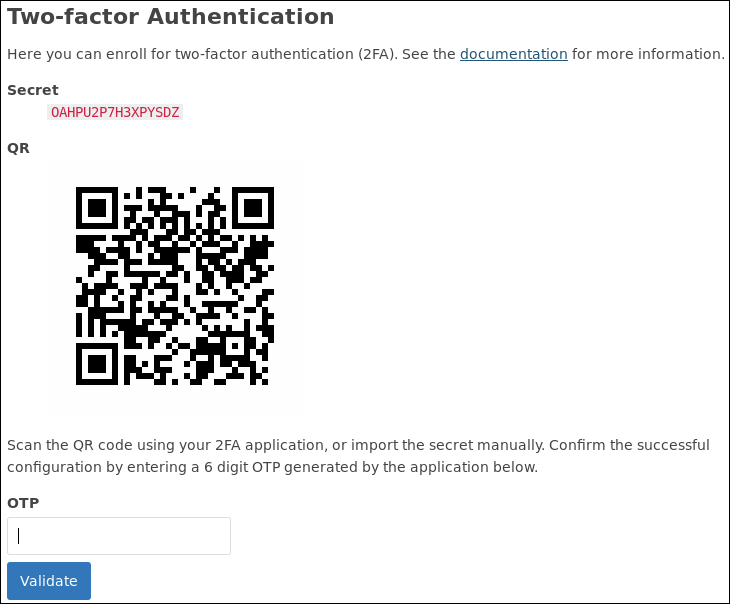 Two-factor Authentication
Here you can enroll for two-factor authentication (2FA). See the documentation for more information.
Secret
OAHPU2P7H3XPYSDZ
QR
Scan the QR code using your 2FA application, or import the secret manually. Confirm the successful
configuration by entering a 6 digit OTP generated by the application below.
OTP
Validate